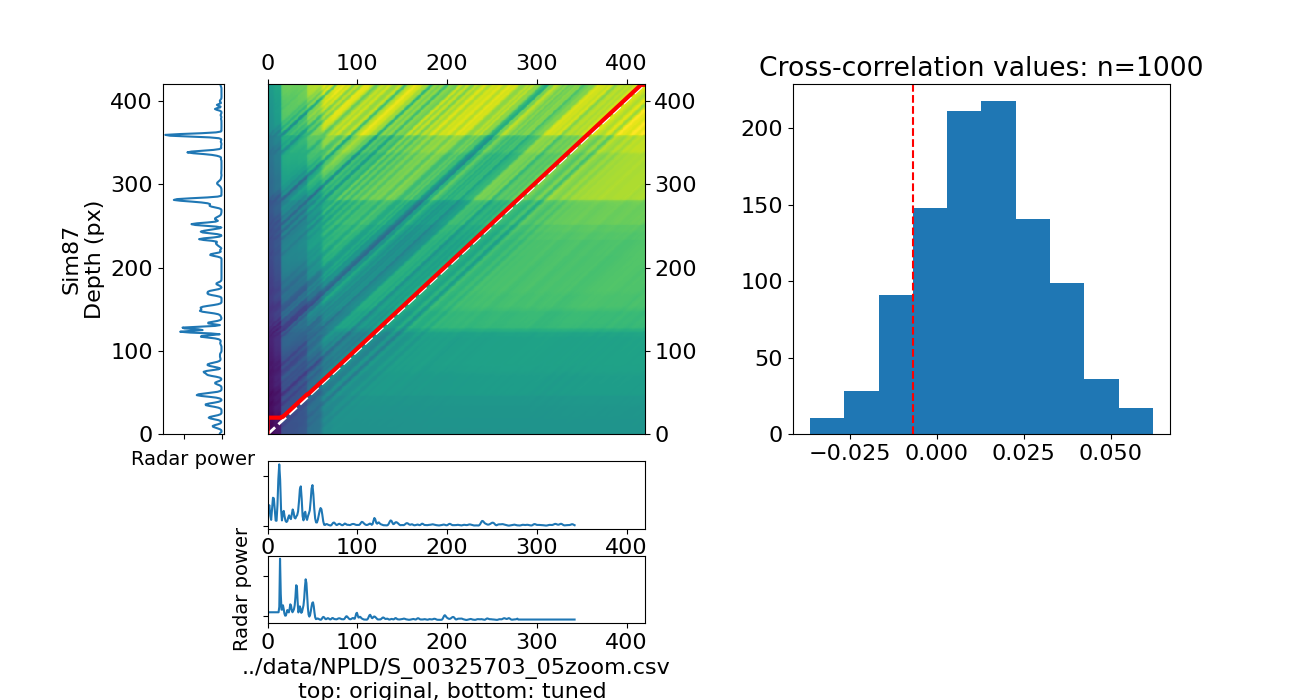 0 100 200 300 400
Cross-correlation values: n=1000
400
300
200
100
0
Sim87
Depth (px)
Radar power
400
300
200
100
0
200
150
100
50
0
−0.025 0.000 0.025 0.050
0 100 200 300 400
Radar power
0 100 200 300 400
../data/NPLD/S_00325703_05zoom.csv
top: original, bottom: tuned